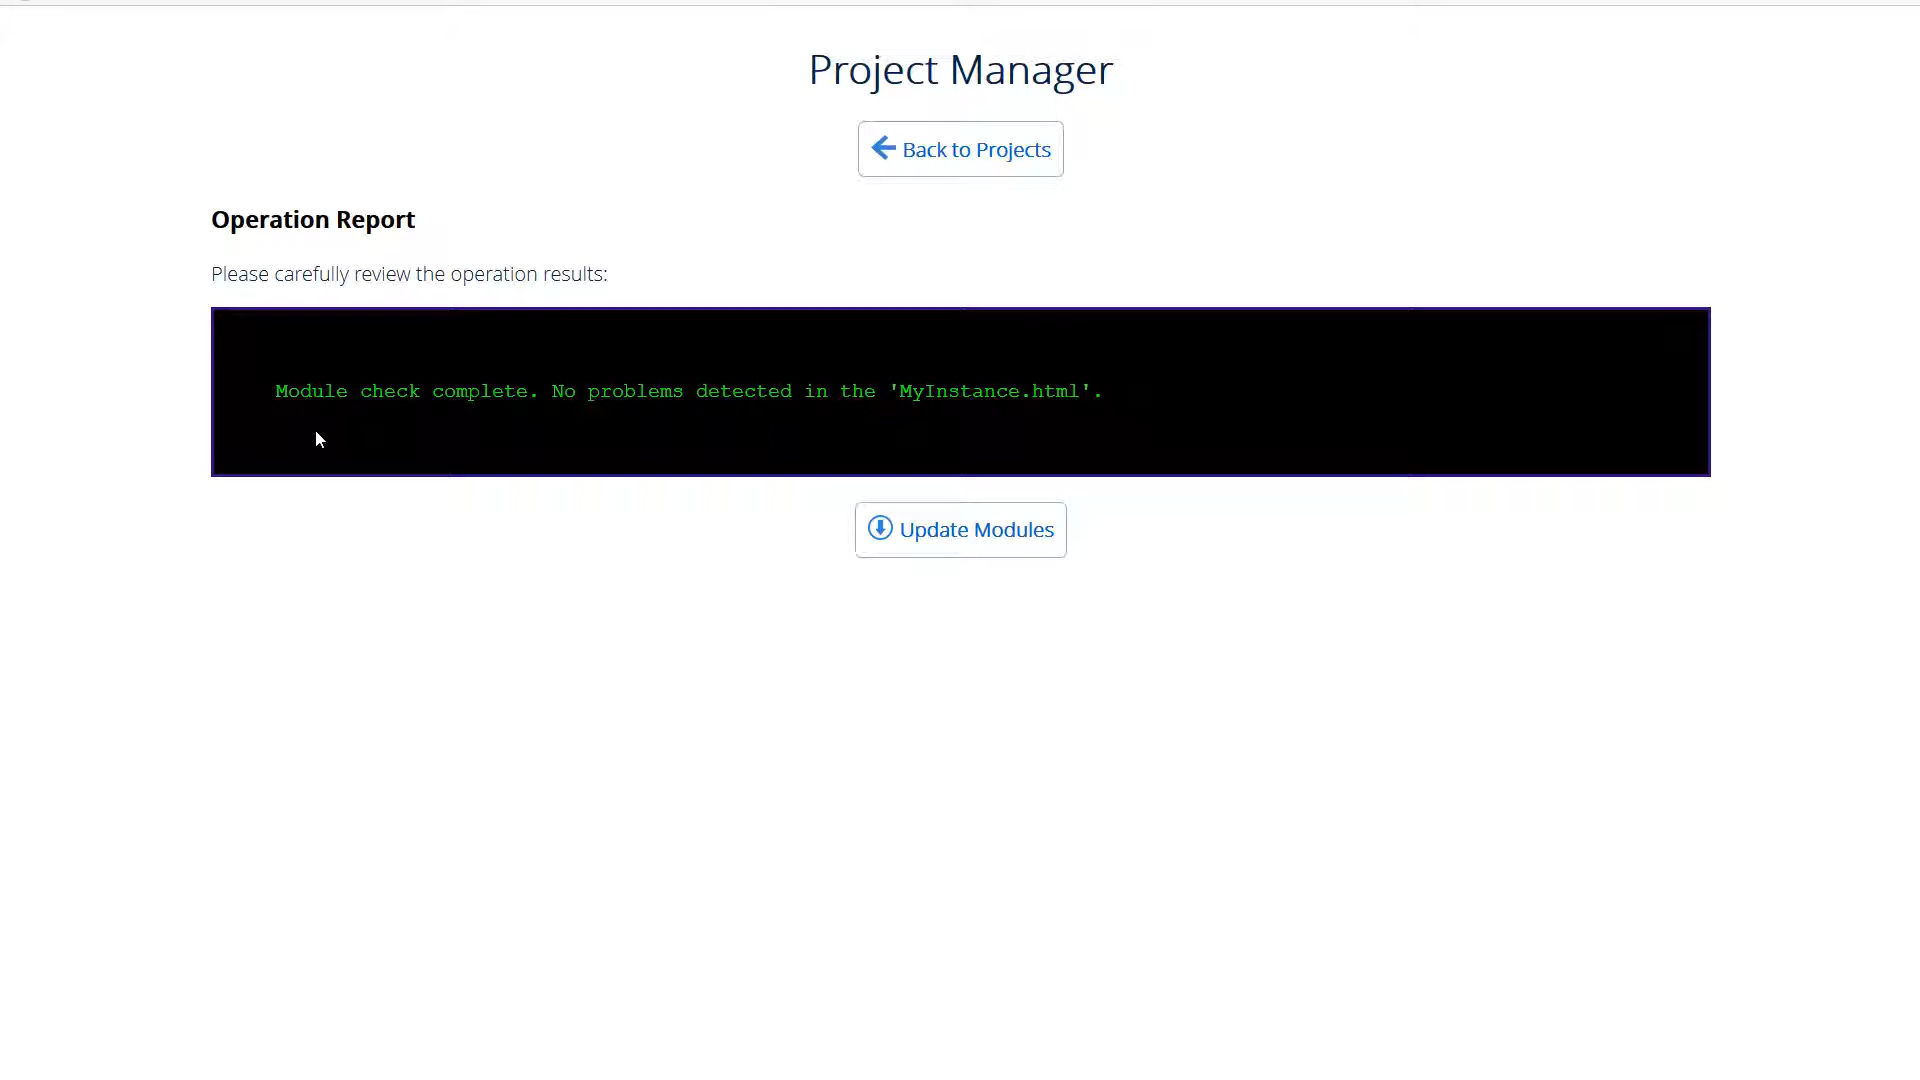 Project Manager
Back to Projects
Operation Report
Please carefully review the operation results:
Module check complete. No problems detected in the 'MyInstance.html'.
Update Modules